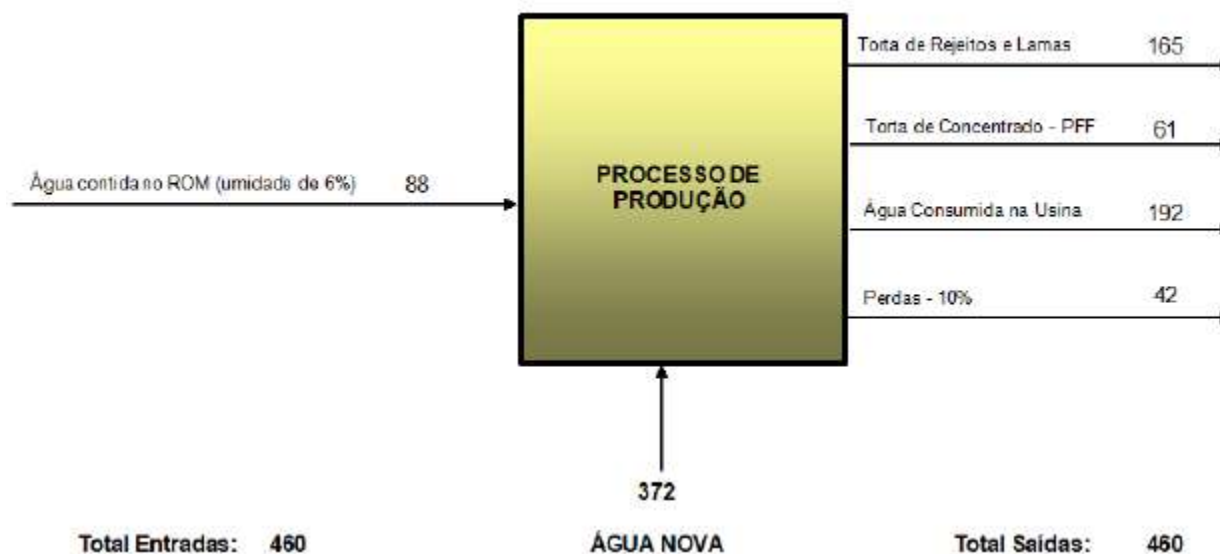 Torta de Rejeitos e Lamas 165
Torta de Concentrado - PFF 61
Água contida no ROM (umidade de 6%) 88
PROCESSO DE
PRODUÇÃO
Água Consumida na Usina 192
Perdas - 10% 42
372
Total Entradas: 460
ÁGUA NOVA
Total Saídas: 460